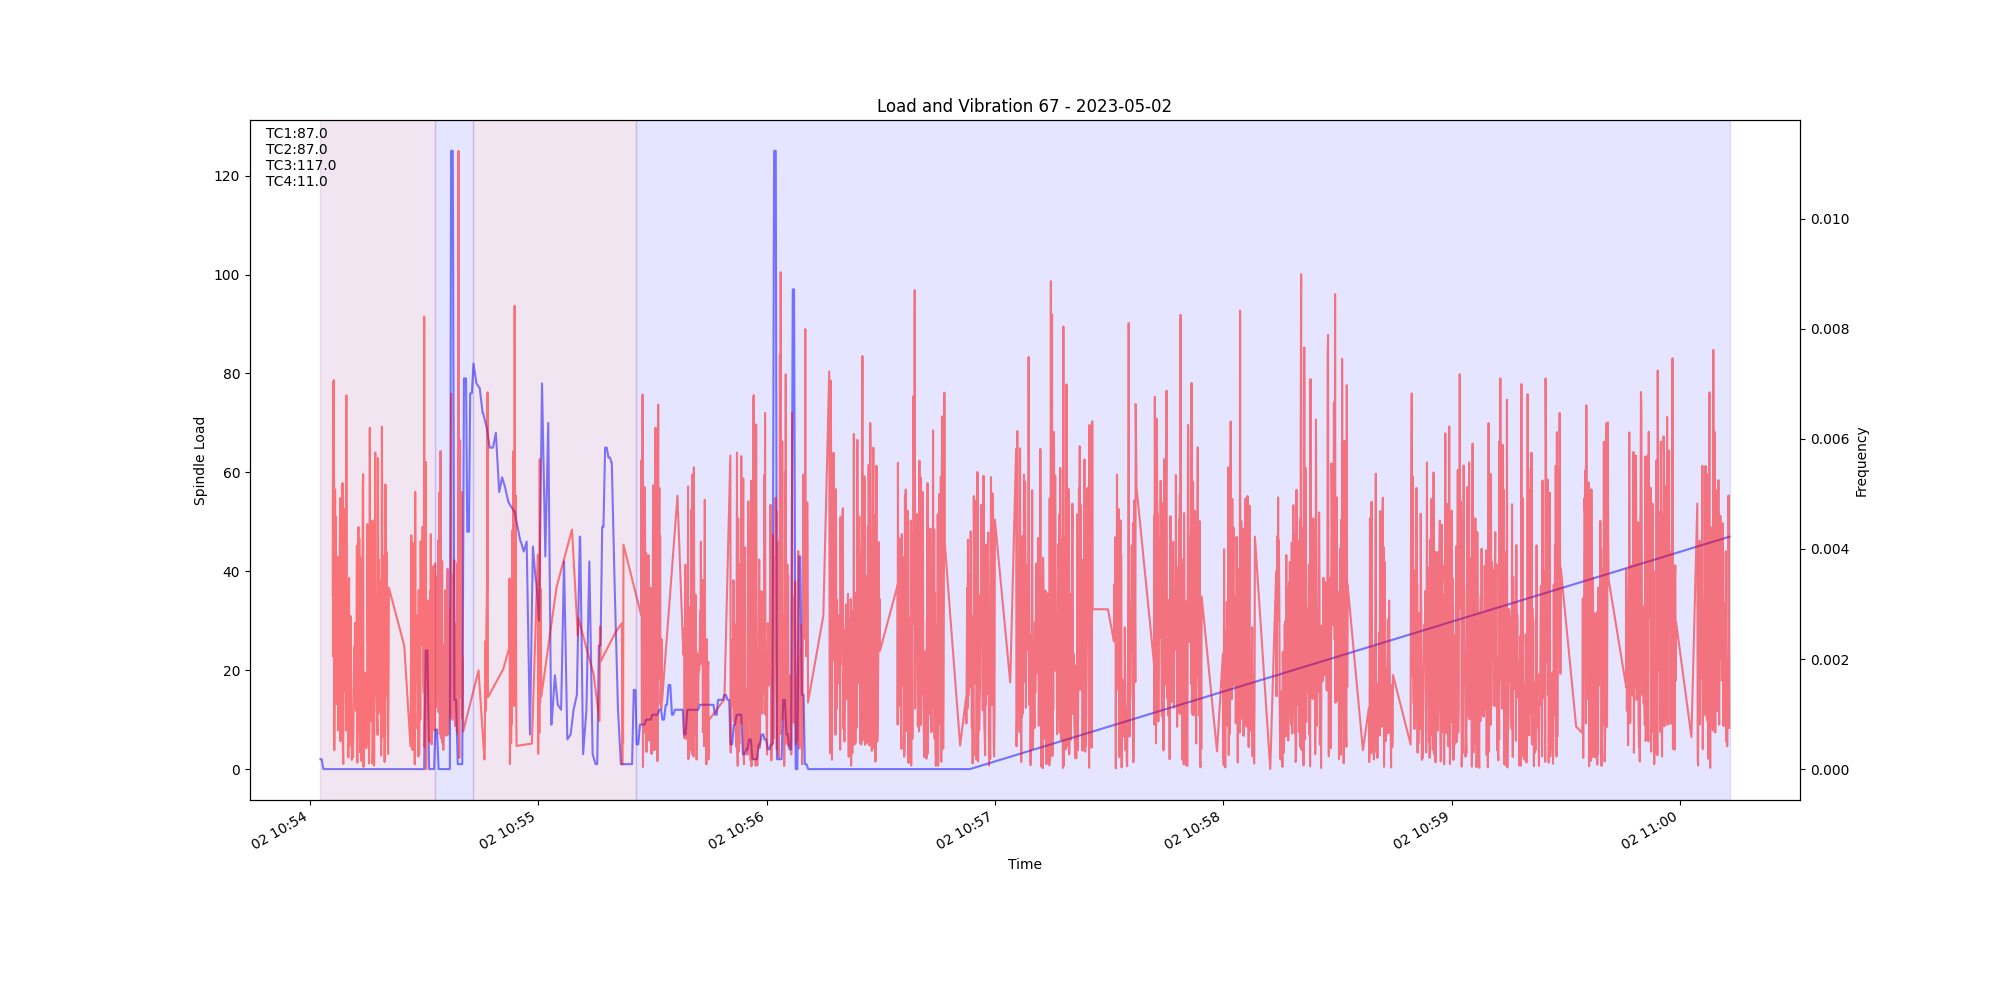 Load and Vibration 67 - 2023-05-02
TC1:87.0
TC2:87.0
TC3:117.0
TC4:11.0
120
100
80
60
40
20
0
Spindle Load
0.010
0.008
0.006
0.004
0.002
0.000
Frequency
02 10:54
02 10:55
02 10:56
02 10:57
02 10:58
02 10:59
02 11:00
Time